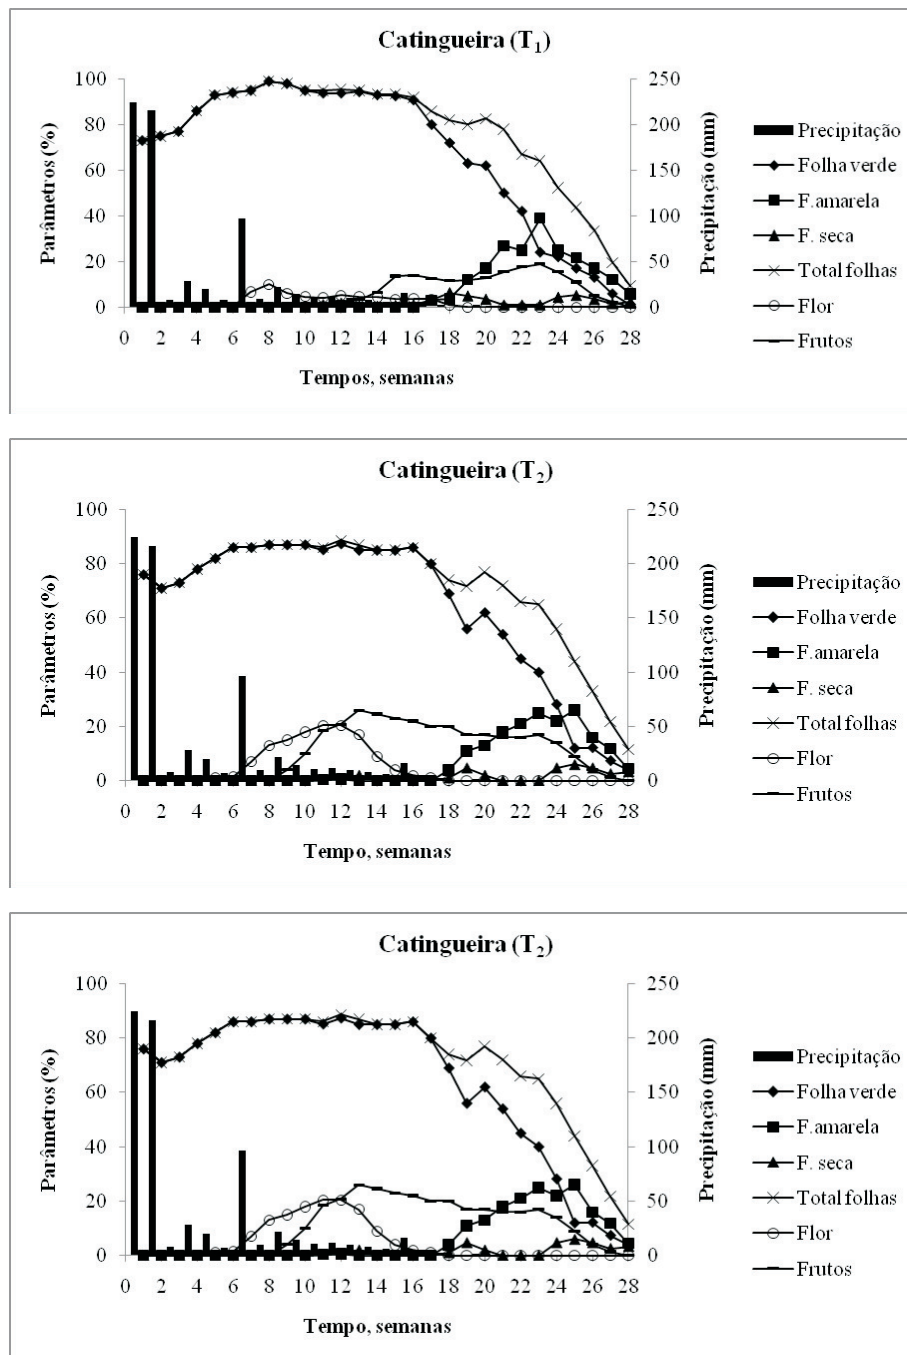 Catingueira (T₁)
Parâmetros (%)
100
80
60
40
20
0
250
200
150
100
50
0
Precipitação (mm)
0 2 4 6 8 10 12 14 16 18 20 22 24 26 28
Tempos, semanas
Precipitação
Folha verde
F.amarela
F. seca
Total folhas
Flor
Frutos
Catingueira (T₂)
Parâmetros (%)
100
80
60
40
20
0
250
200
150
100
50
0
Precipitação (mm)
0 2 4 6 8 10 12 14 16 18 20 22 24 26 28
Tempo, semanas
Precipitação
Folha verde
F.amarela
F. seca
Total folhas
Flor
Frutos
Catingueira (T₂)
Parâmetros (%)
100
80
60
40
20
0
250
200
150
100
50
0
Precipitação (mm)
0 2 4 6 8 10 12 14 16 18 20 22 24 26 28
Tempo, semanas
Precipitação
Folha verde
F.amarela
F. seca
Total folhas
Flor
Frutos